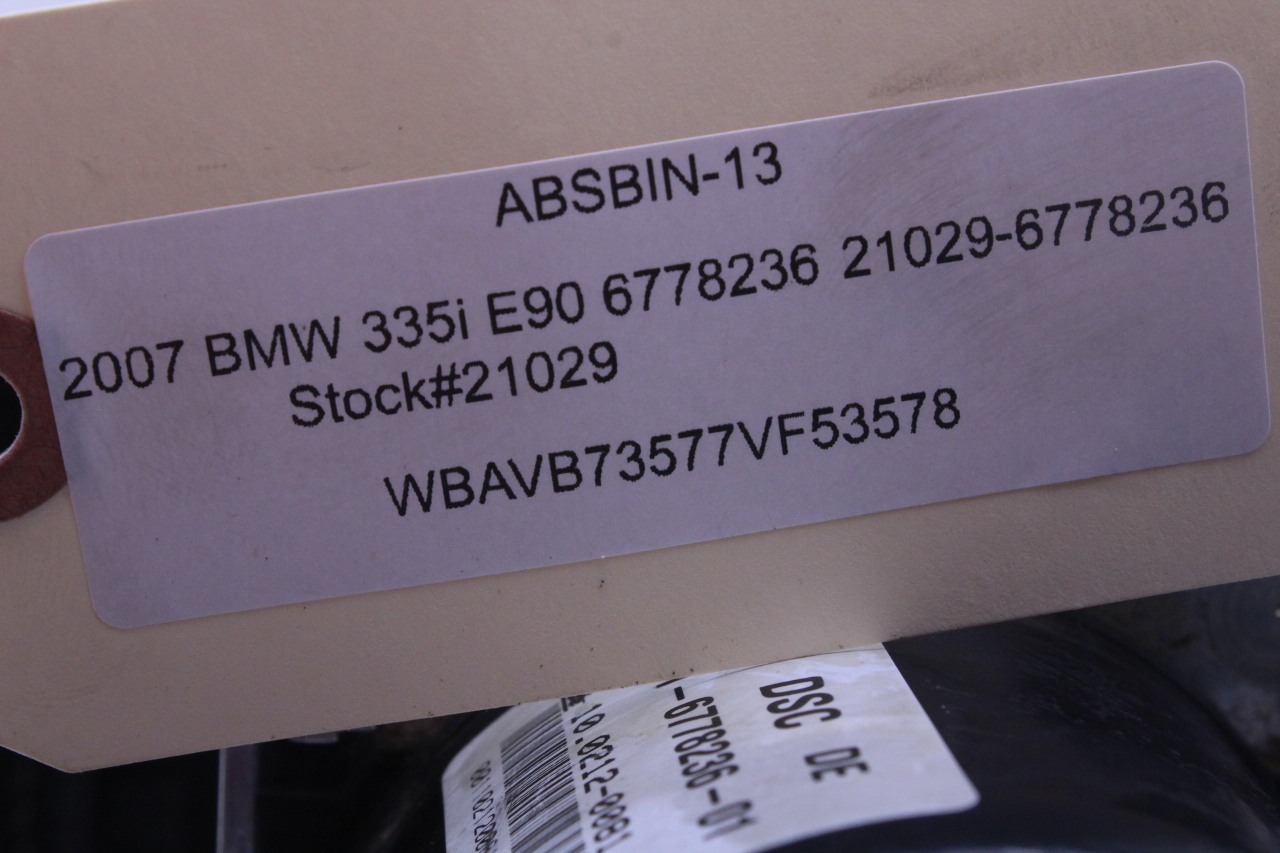 ABSBIN-13
2007 BMW 335i E90 6778236 21029-6778236
Stock#21029
WBAVB73577VF53578
DSC DE
-6778236-01
10.0212-0081